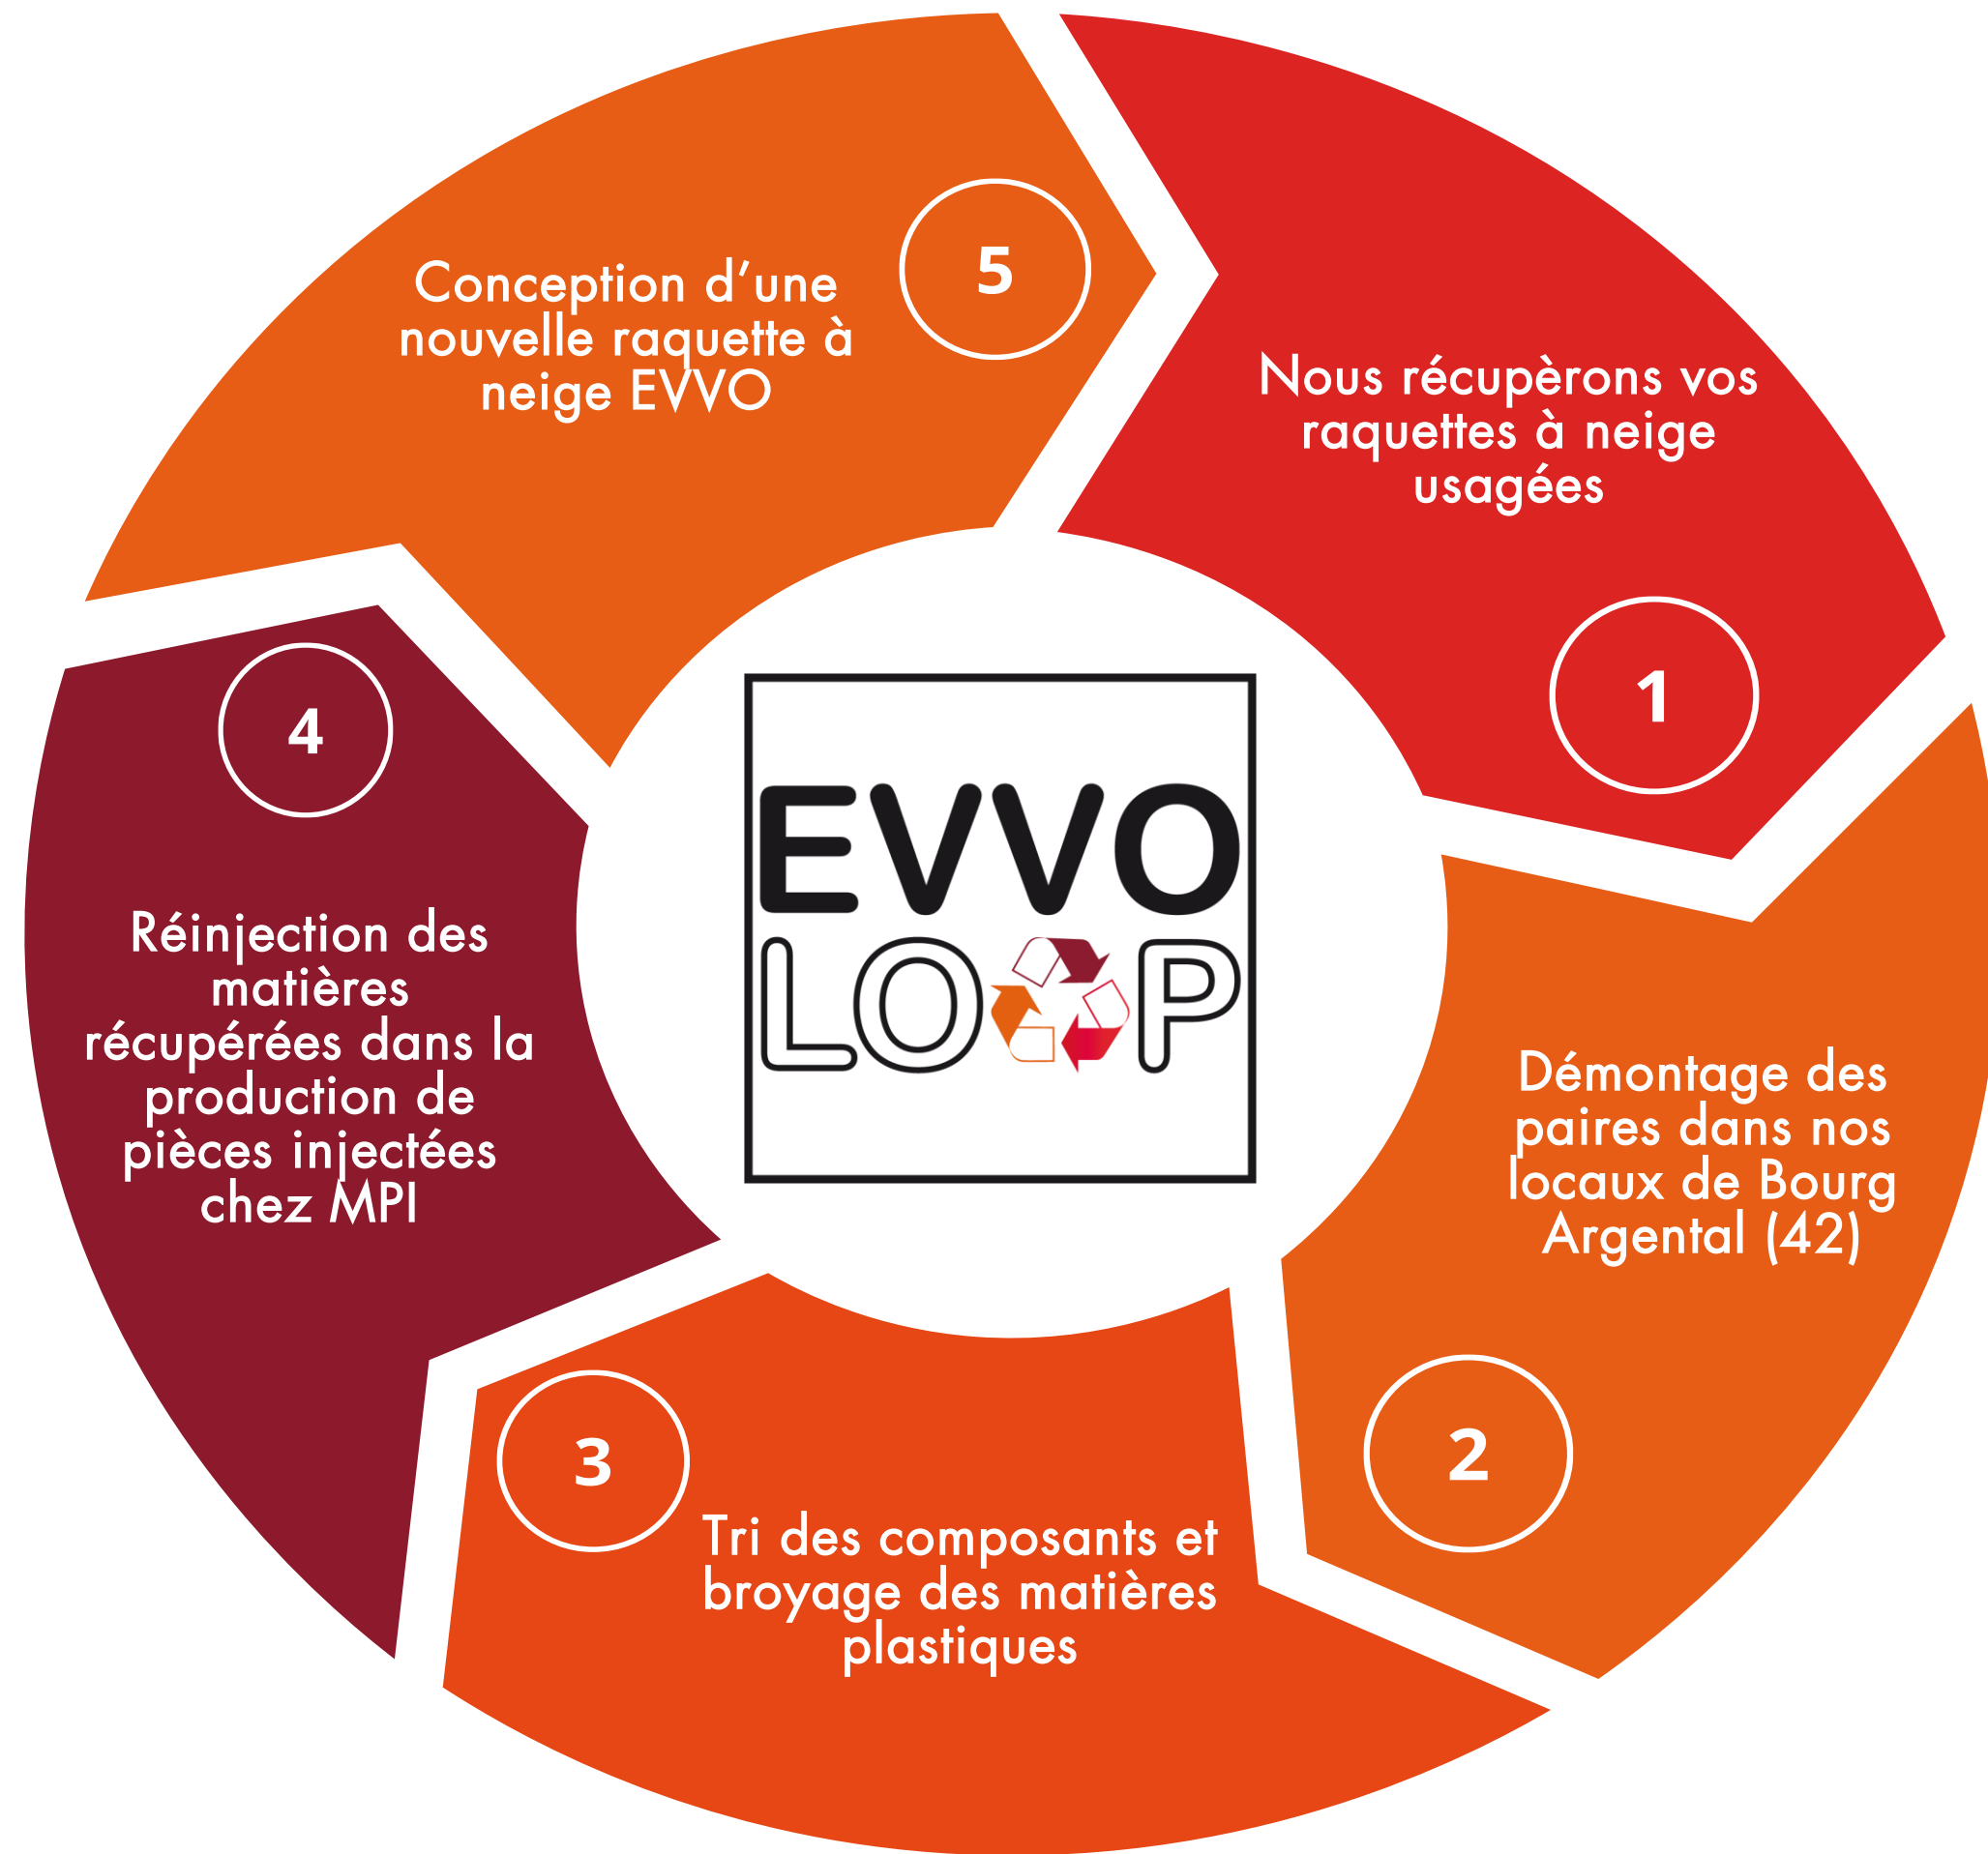 Nous récupérons vos
raquettes à neige
usagées
1
Démontage des
paires dans nos
locaux de Bourg
Argental (42)
2
3
Tri des composants et
broyage des matières
plastiques
4
Réinjection des
matières
récupérées dans la
production de
pièces injectées
chez MPI
5
Conception d'une
nouvelle raquette à
neige EVVO
EVVO
LOOP